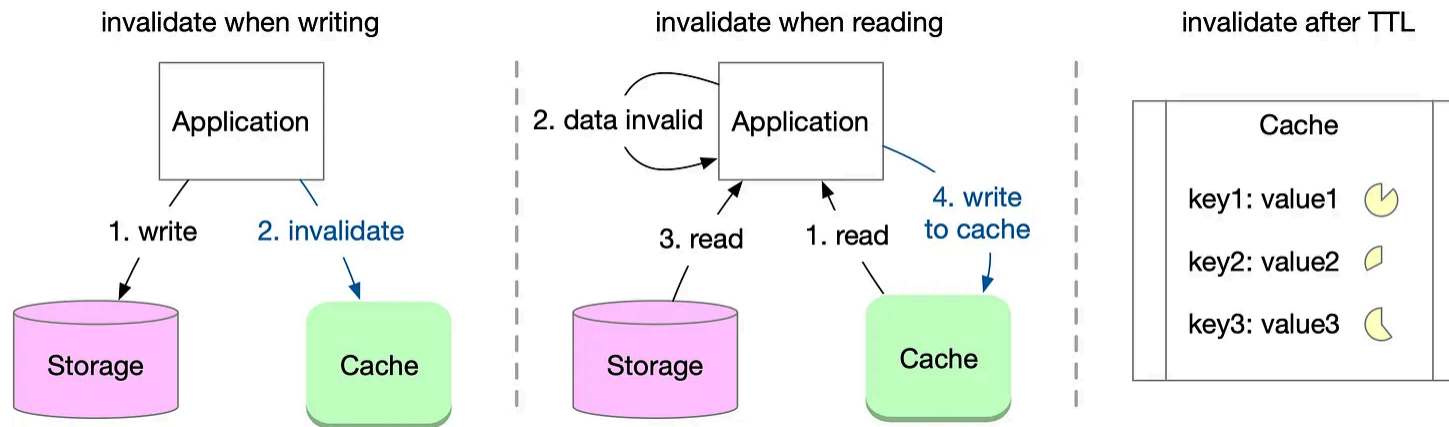 invalidate when writing
Application
1. write
2. invalidate
Storage
Cache
invalidate when reading
2. data invalid
Application
3. read
1. read
4. write
to cache
Storage
Cache
invalidate after TTL
Cache
key1: value1
key2: value2
key3: value3